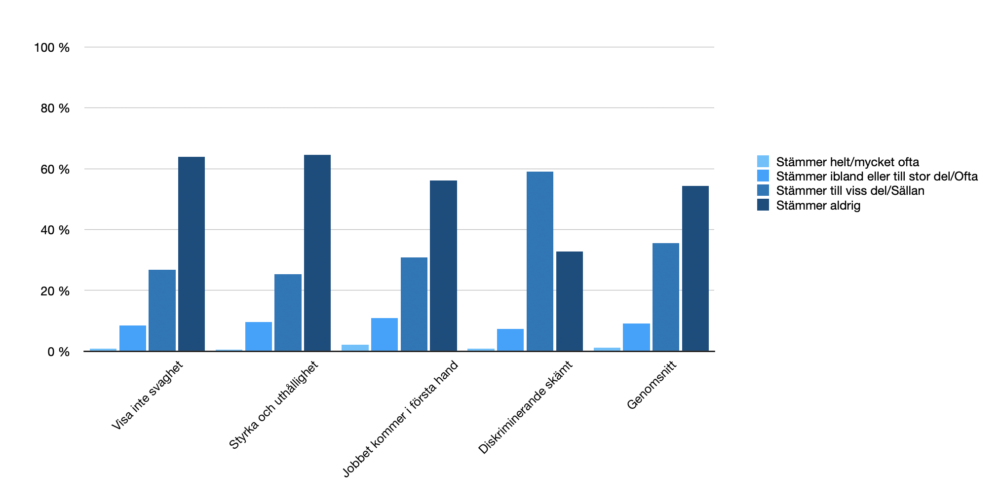 100 %
80 %
60 %
40 %
20 %
0 %
Visa inte svaghet
Styrka och uthållighet
Jobbet kommer i första hand
Diskriminerande skämt
Genomsnitt
Stämmer helt/mycket ofta
Stämmer ibland eller till stor del/Ofta
Stämmer till viss del/Sällan
Stämmer aldrig